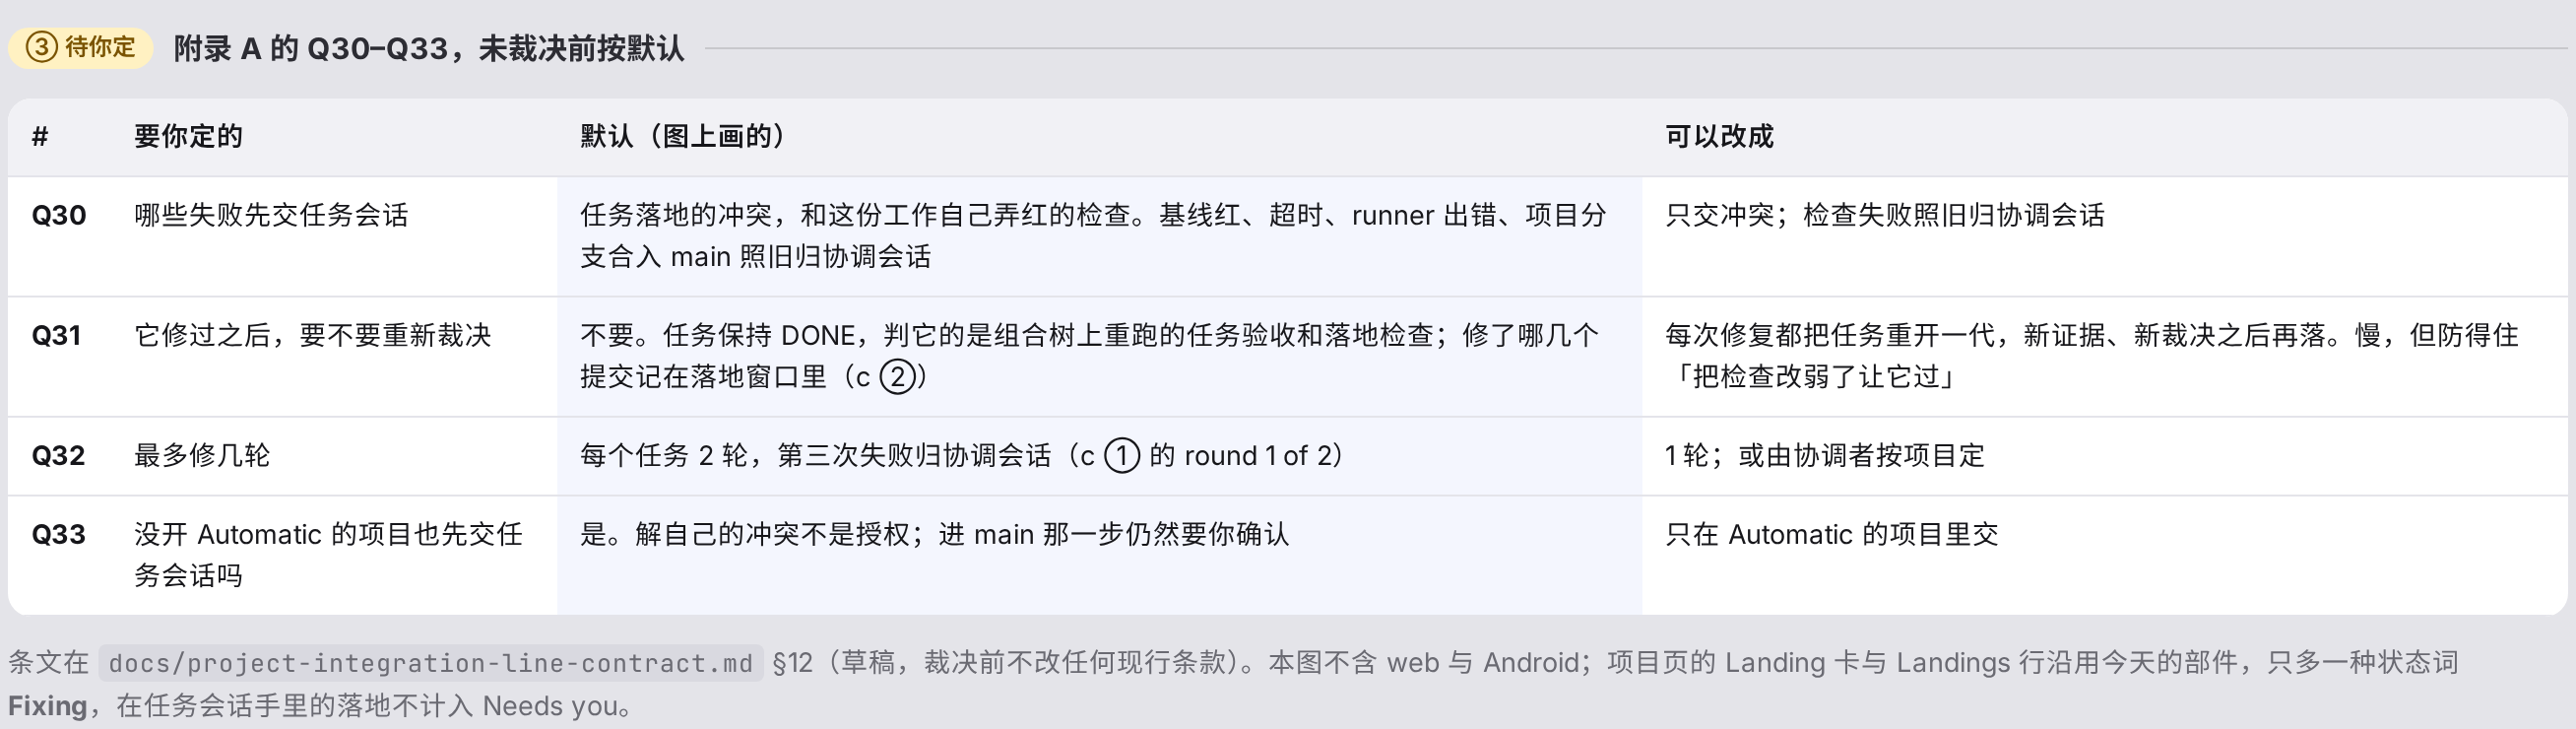 ③ 待你定 附录 A 的 Q30–Q33，未裁决前按默认
# 要你定的 默认（图上画的） 可以改成
Q30 哪些失败先交任务会话 任务落地的冲突，和这份工作自己弄红的检查。基线红、超时、runner 出错、项目分 只交冲突；检查失败照旧归协调会话
支合入 main 照旧归协调会话
Q31 它修过之后，要不要重新裁决 不要。任务保持 DONE，判它的是组合树上重跑的任务验收和落地检查；修了哪几个 每次修复都把任务重开一代，新证据、新裁决之后再落。慢，但防得住
提交记在落地窗口里（c ②） 「把检查改弱了让它过」
Q32 最多修几轮 每个任务 2 轮，第三次失败归协调会话（c ① 的 round 1 of 2） 1 轮；或由协调者按项目定
Q33 没开 Automatic 的项目也先交任 是。解自己的冲突不是授权；进 main 那一步仍然要你确认 只在 Automatic 的项目里交
务会话吗
条文在 docs/project-integration-line-contract.md §12（草稿，裁决前不改任何现行条款）。本图不含 web 与 Android；项目页的 Landing 卡与 Landings 行沿用今天的部件，只多一种状态词
Fixing，在任务会话手里的落地不计入 Needs you。